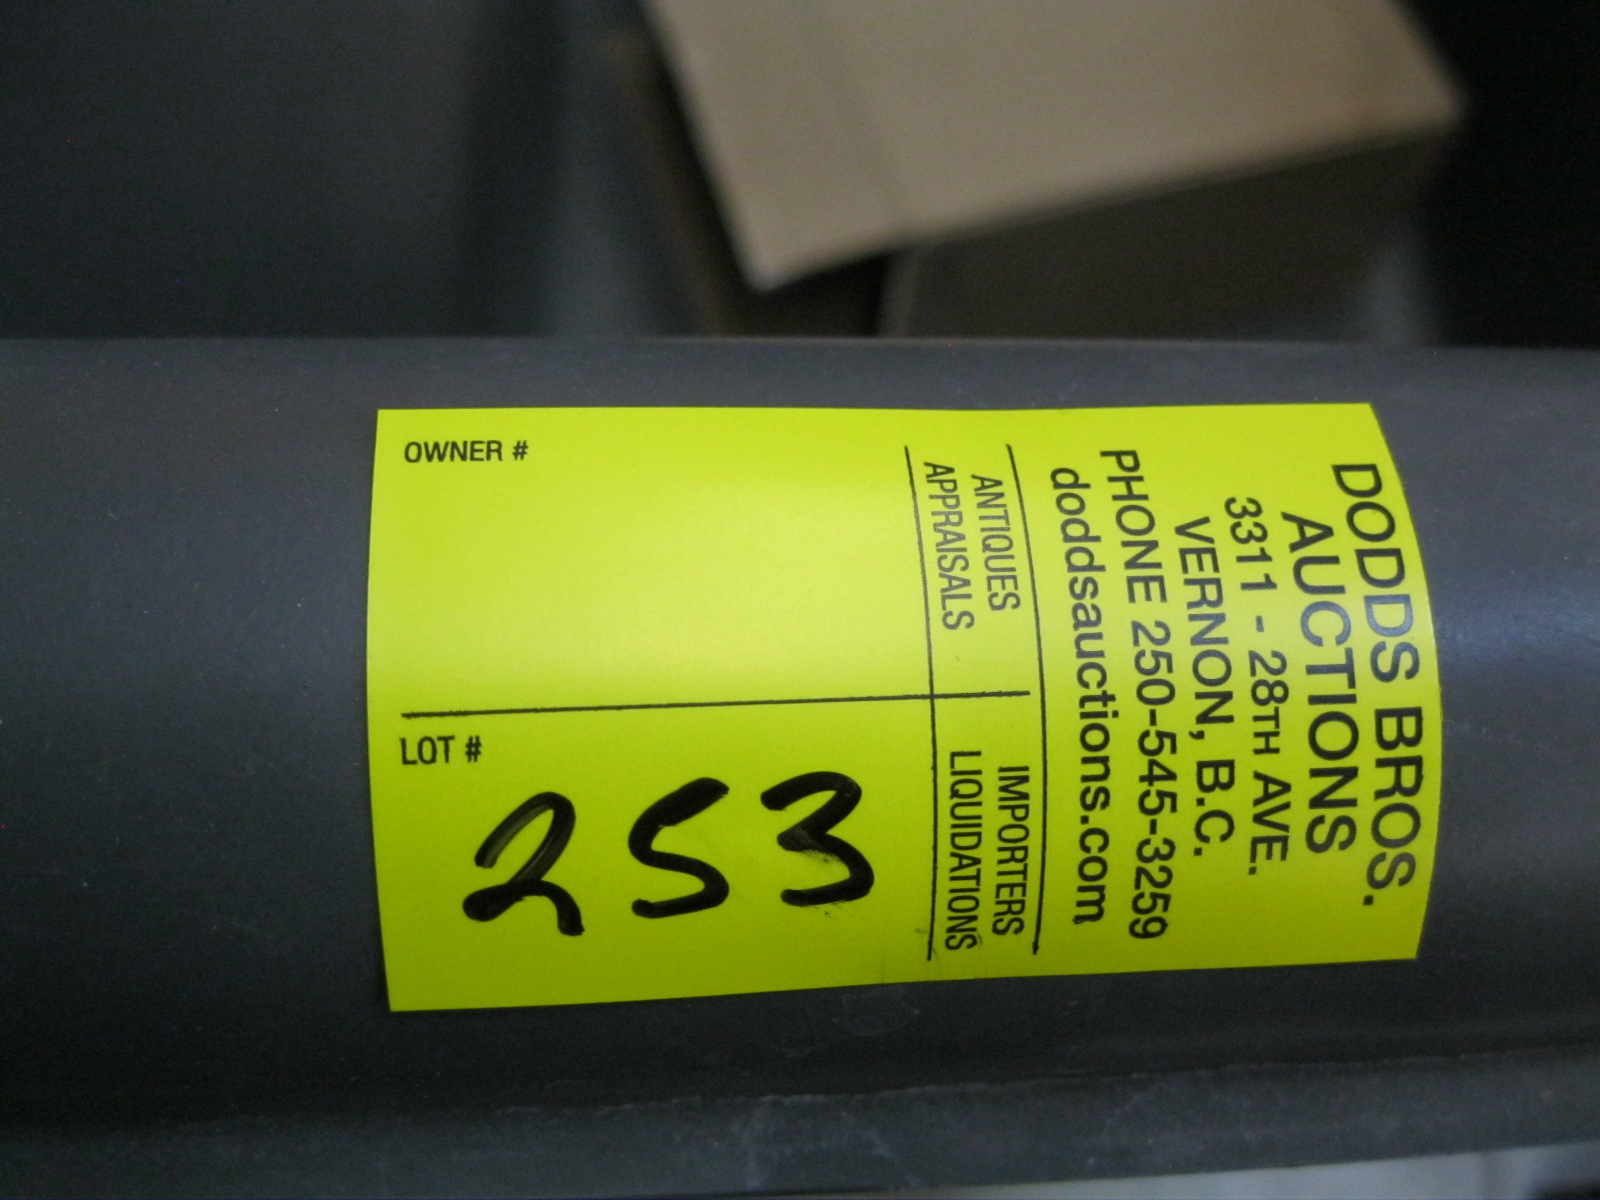 DODDS BROS.
AUCTIONS
3311 - 28TH AVE.
VERNON, B.C.
PHONE 250-545-3259
doddsauctions.com
ANTIQUES
APPRAISALS
IMPORTERS
LIQUIDATIONS
OWNER #
LOT #
253